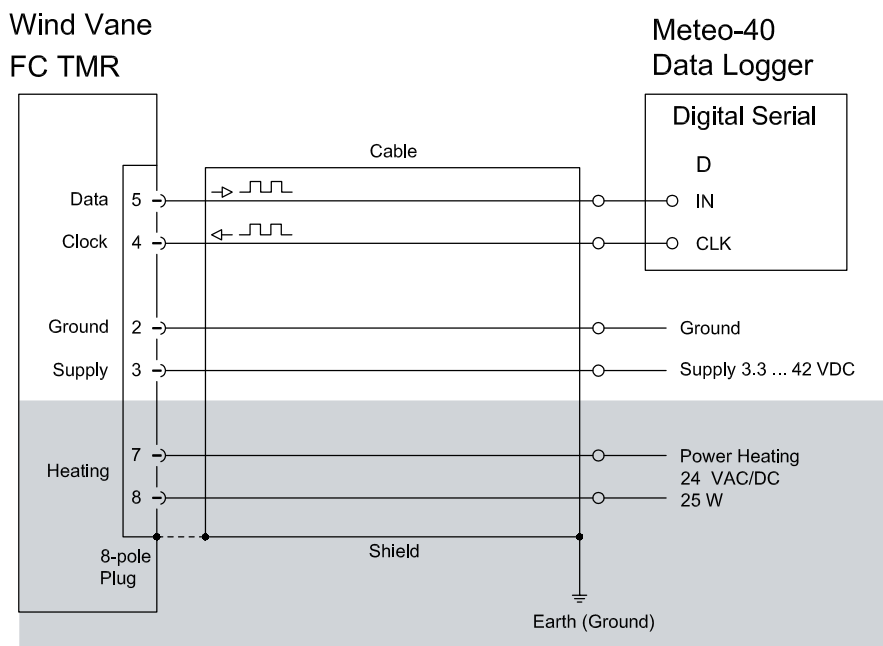 Wind Vane
FC TMR
Meteo-40
Data Logger
Digital Serial
D
Cable
Data 5 IN
Clock 4 CLK
Ground 2 Ground
Supply 3 Supply 3.3 ... 42 VDC
Heating
7 Power Heating
24 VAC/DC
8 25 W
8-pole
Plug
Shield
Earth (Ground)